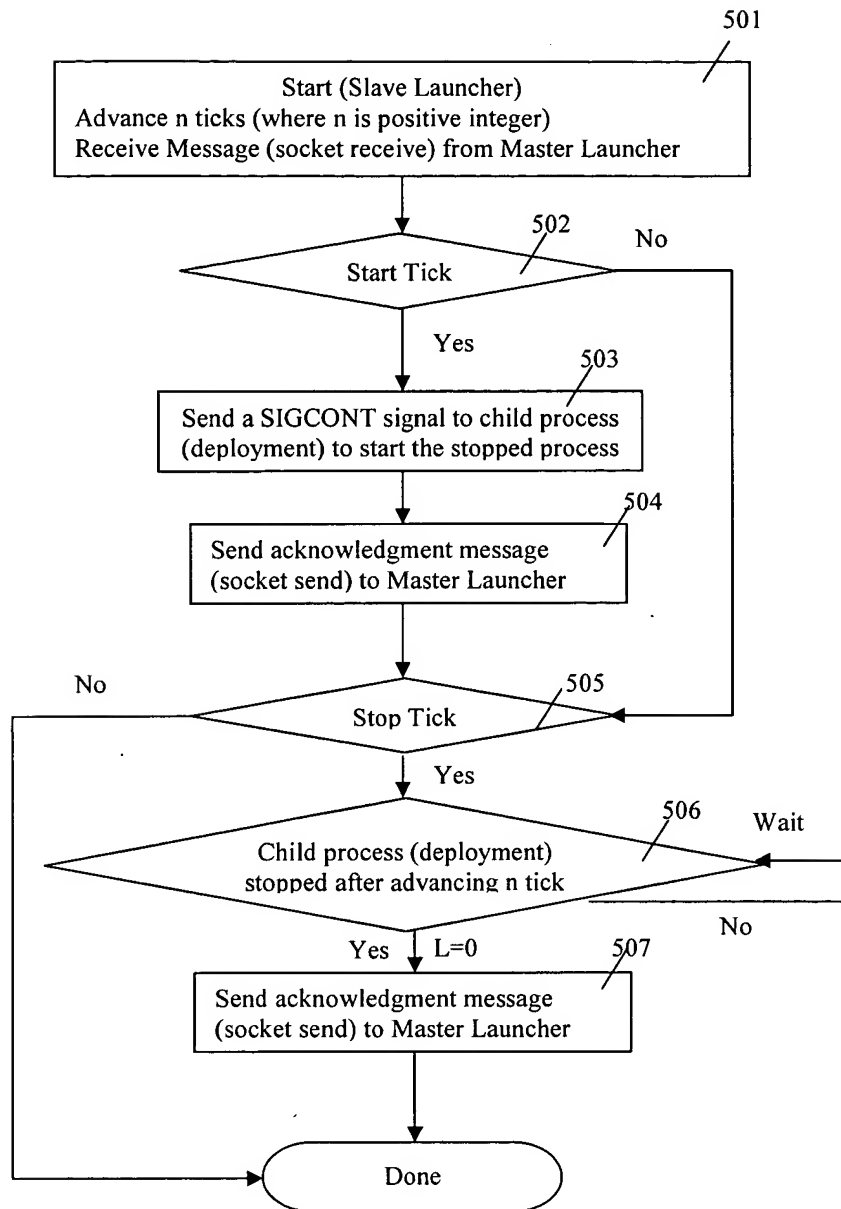 501
Start (Slave Launcher)
Advance n ticks (where n is positive integer)
Receive Message (socket receive) from Master Launcher
502
No
Start Tick
Yes
503
Send a SIGCONT signal to child process
(deployment) to start the stopped process
504
Send acknowledgment message
(socket send) to Master Launcher
No
505
Stop Tick
Yes
506
Wait
Child process (deployment)
stopped after advancing n tick
No
Yes L=0
507
Send acknowledgment message
(socket send) to Master Launcher
Done